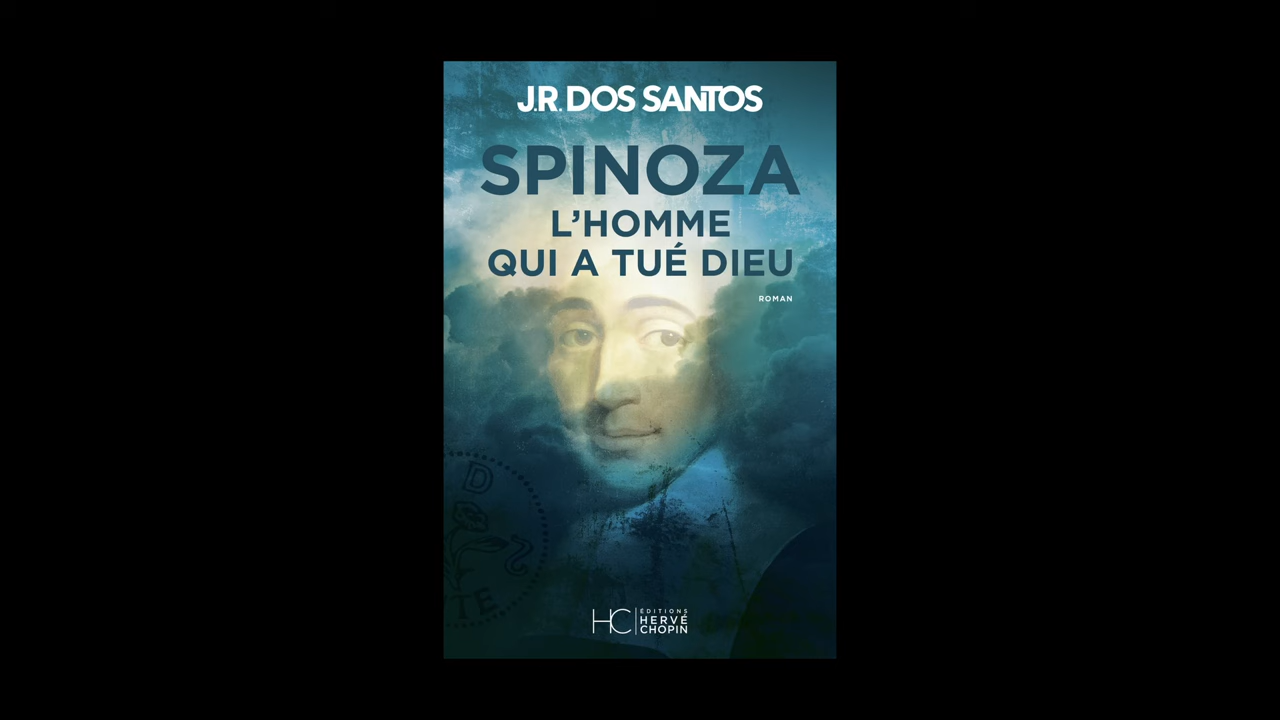 J.R. DOS SANTOS
SPINOZA
L'HOMME
QUI A TUÉ DIEU
ROMAN
HC
ÉDITIONS
HERVÉ
CHOPIN